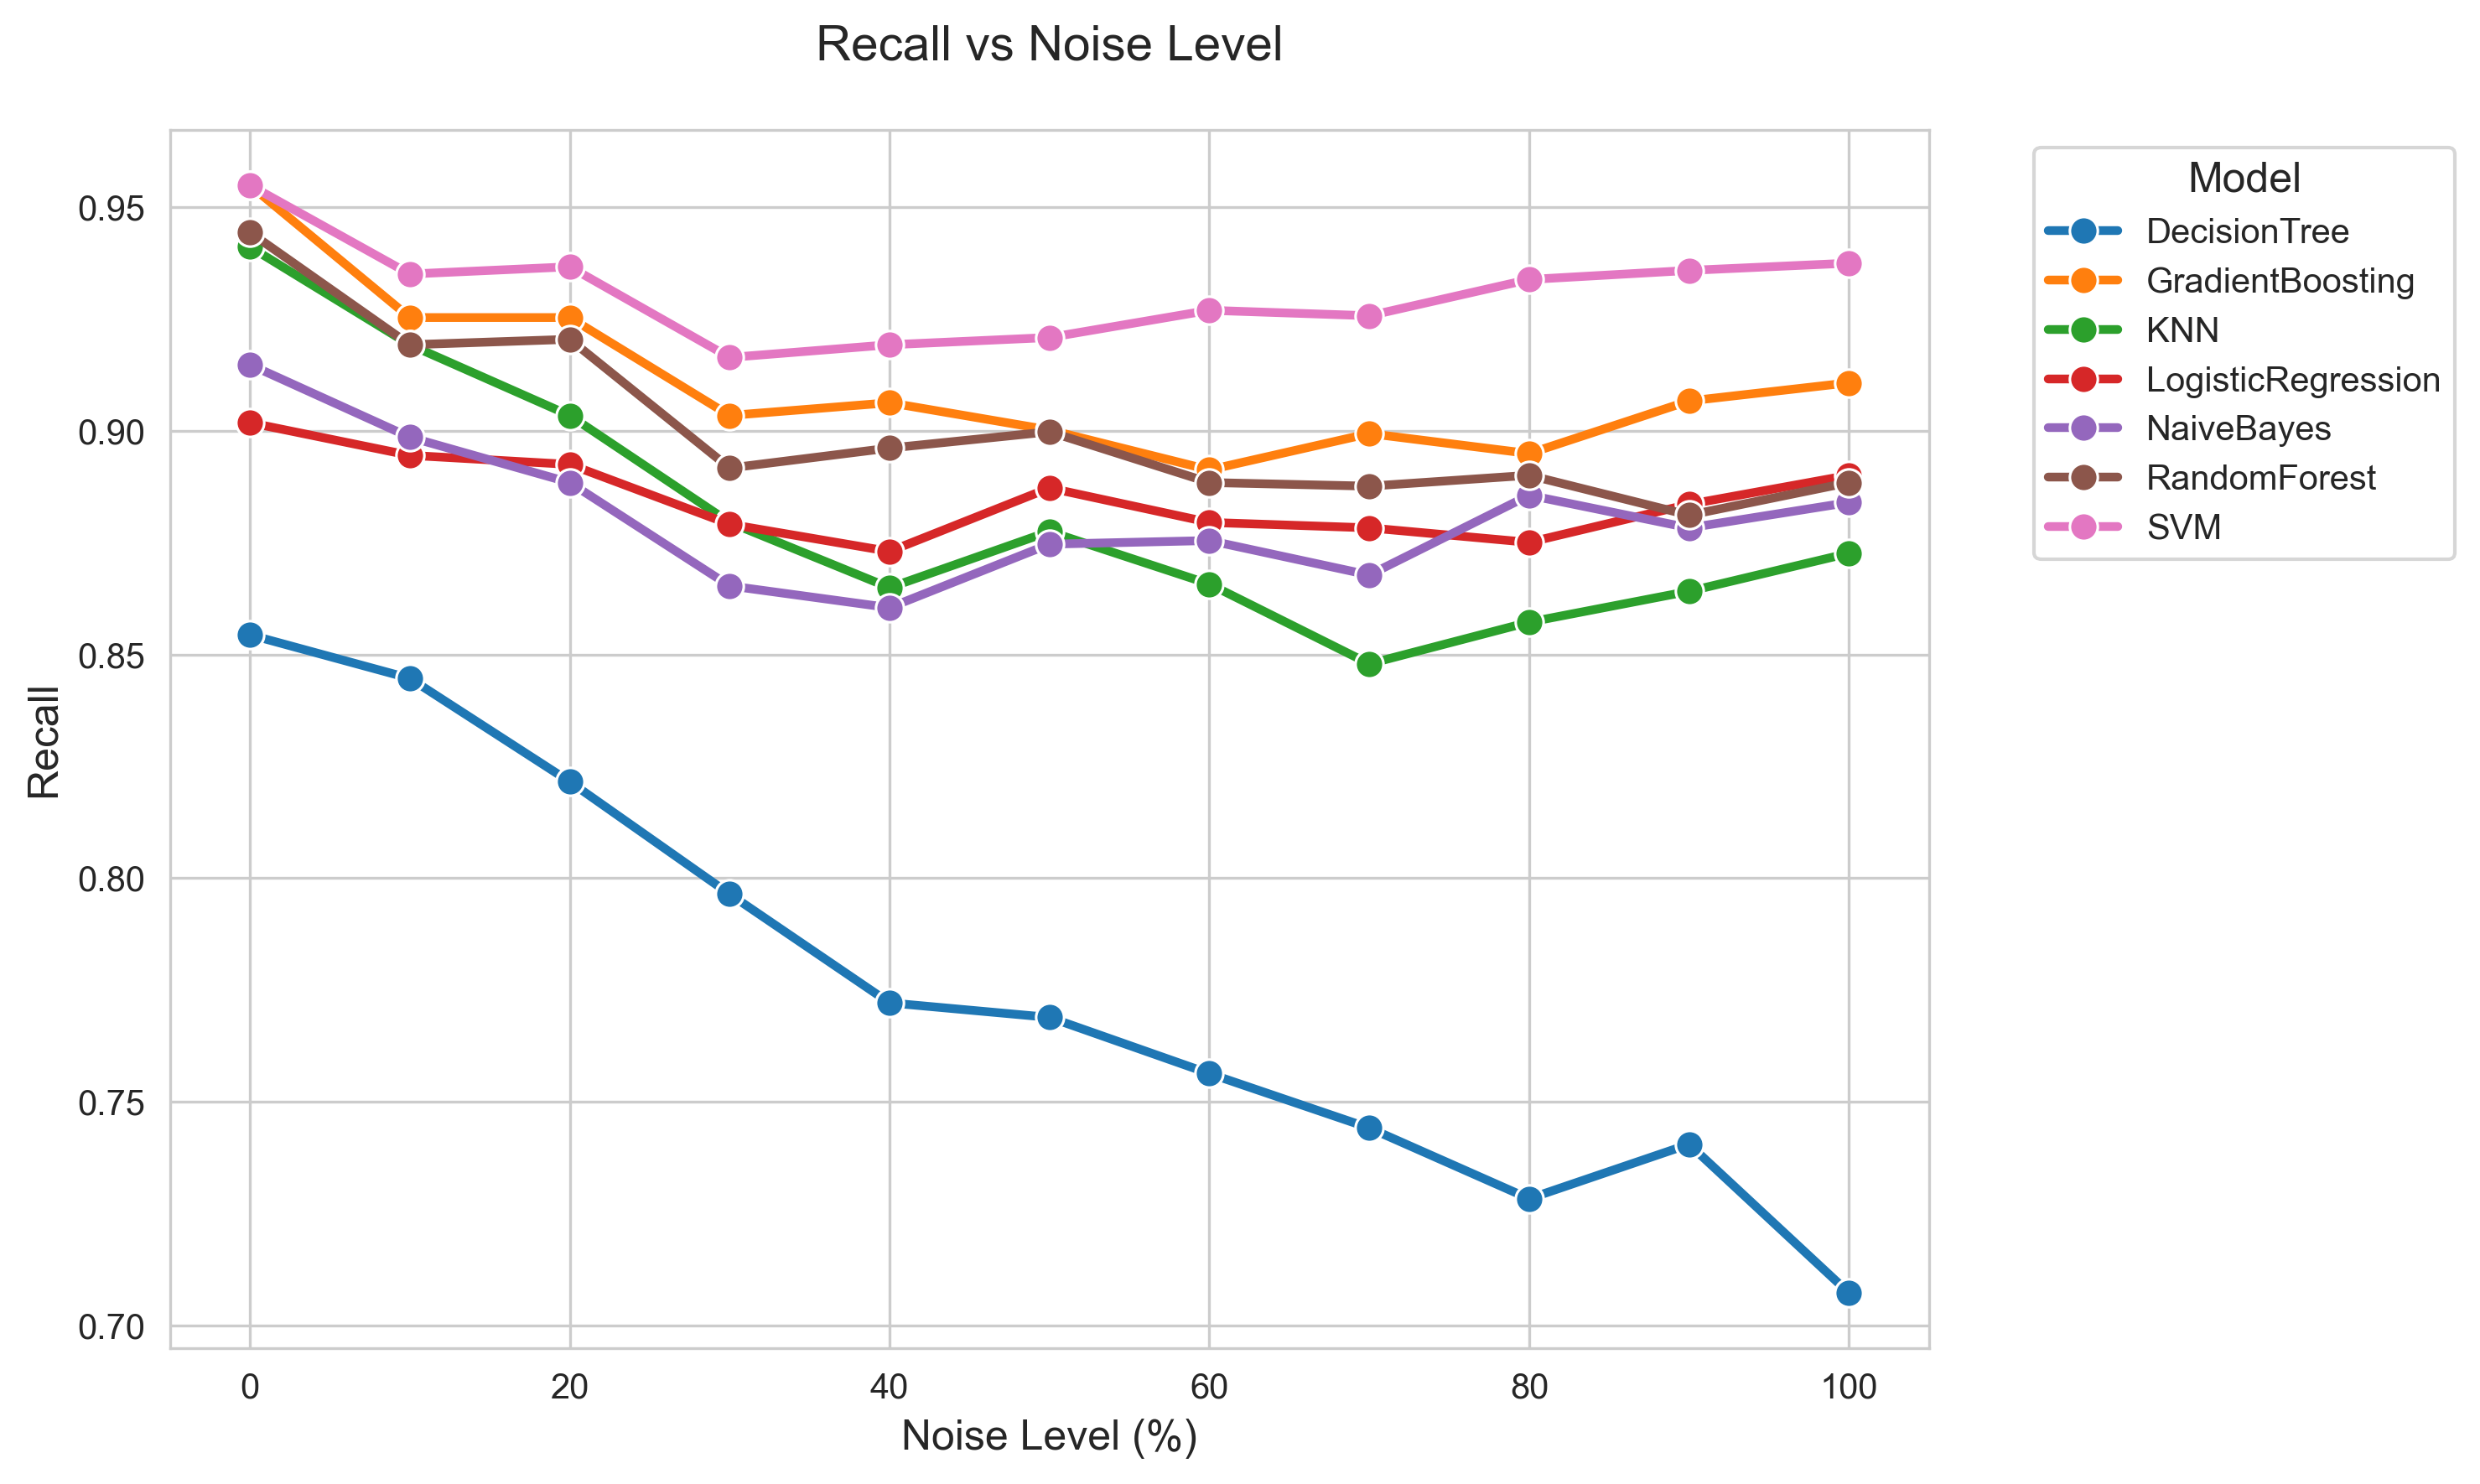 Recall vs Noise Level
Recall
0.95
0.90
0.85
0.80
0.75
0.70
0
20
40
60
80
100
Noise Level (%)
Model
DecisionTree
GradientBoosting
KNN
LogisticRegression
NaiveBayes
RandomForest
SVM